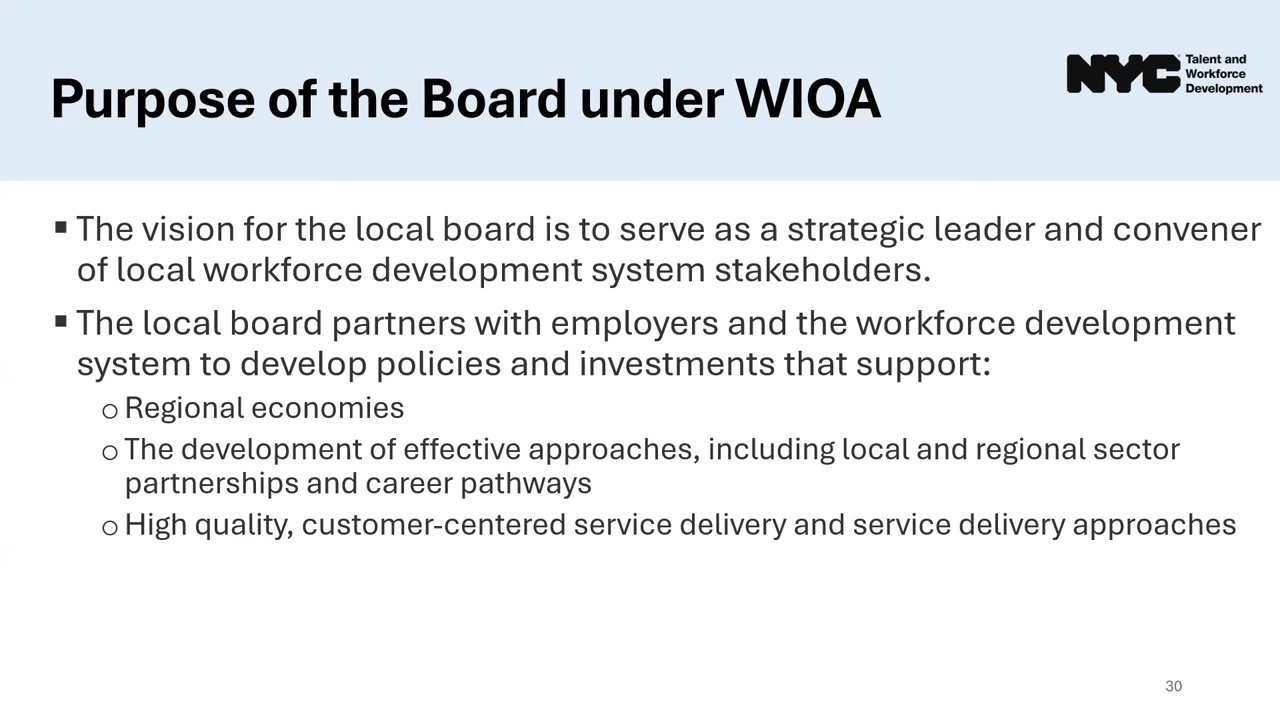 Purpose of the Board under WIOA
NYC Talent and
Workforce
Development
▪ The vision for the local board is to serve as a strategic leader and convener
of local workforce development system stakeholders.
▪ The local board partners with employers and the workforce development
system to develop policies and investments that support:
o Regional economies
o The development of effective approaches, including local and regional sector
partnerships and career pathways
o High quality, customer-centered service delivery and service delivery approaches
30